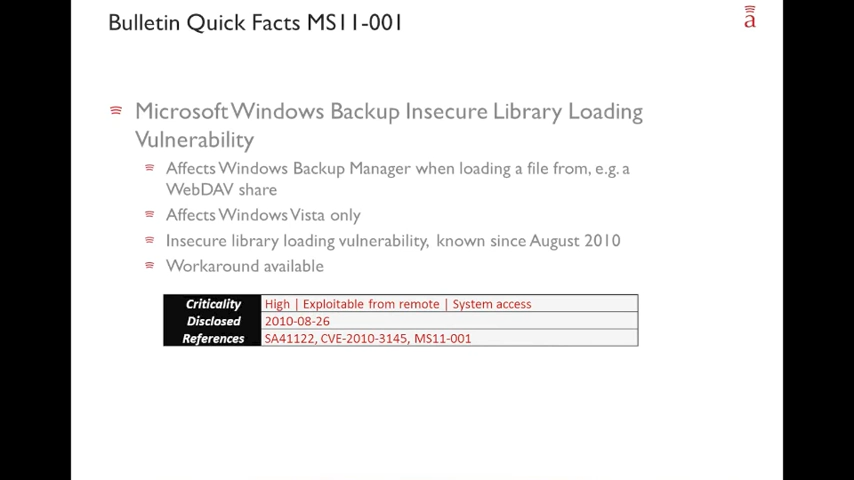 Bulletin Quick Facts MS11-001
a
Microsoft Windows Backup Insecure Library Loading
Vulnerability
Affects Windows Backup Manager when loading a file from, e.g. a
WebDAV share
Affects Windows Vista only
Insecure library loading vulnerability, known since August 2010
Workaround available
Criticality High | Exploitable from remote | System access
Disclosed 2010-08-26
References SA41122, CVE-2010-3145, MS11-001